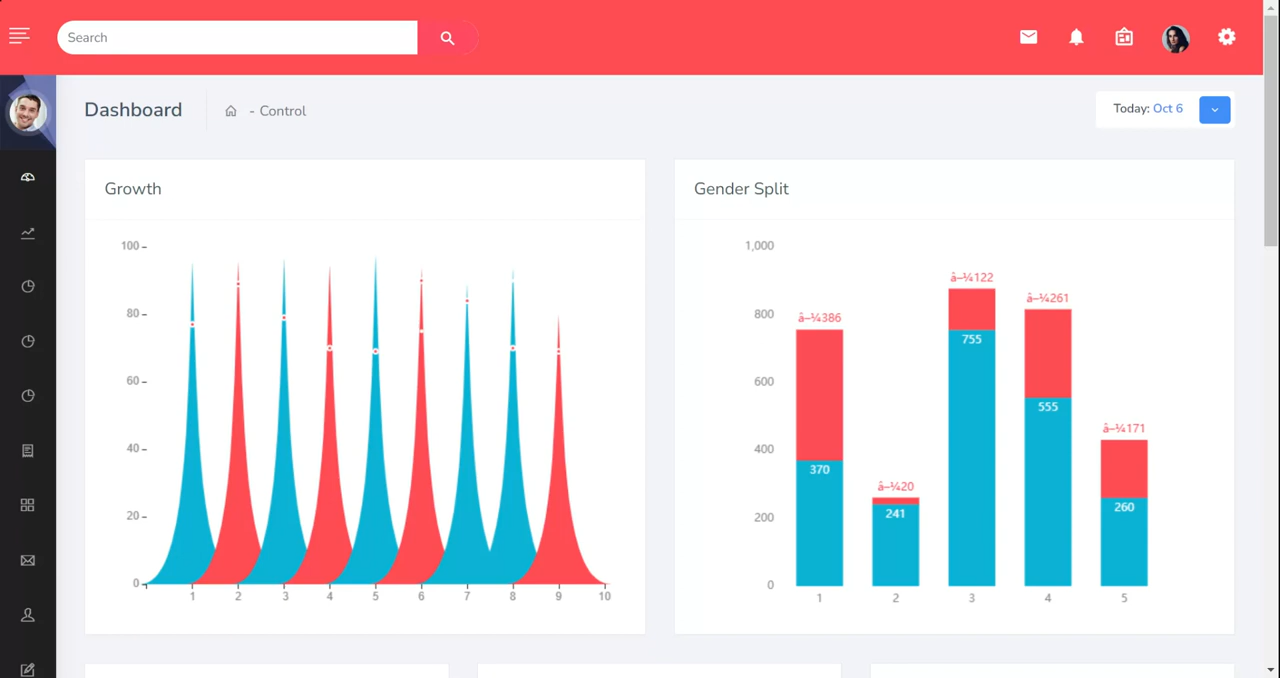 Search
Dashboard
- Control
Today: Oct 6
Growth
100
80
60
40
20
0
1 2 3 4 5 6 7 8 9 10
Gender Split
1,000
800
600
400
200
0
â–¼386
370
â–¼20
241
â–¼122
755
â–¼261
555
â–¼171
260
1 2 3 4 5